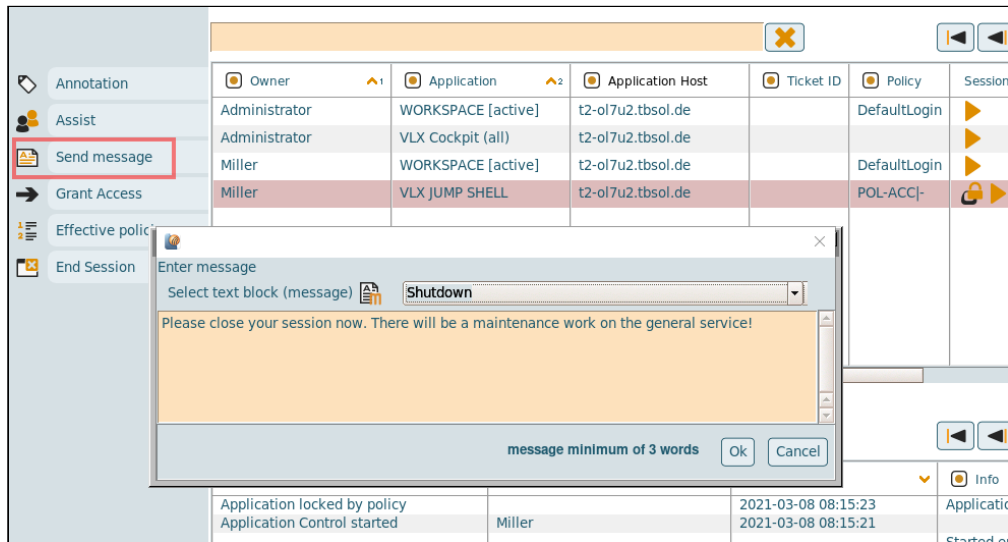 Annotation
Assist
Send message
Grant Access
Effective
End Session
Owner 1 Application 2 Application Host Ticket ID Policy Session
Administrator WORKSPACE [active] t2-ol7u2.tbsol.de DefaultLogin
Administrator VLX Cockpit (all) t2-ol7u2.tbsol.de
Miller WORKSPACE [active] t2-ol7u2.tbsol.de DefaultLogin
Miller VLX JUMP SHELL t2-ol7u2.tbsol.de POL-ACC|-
Enter message
Select text block (message) Shutdown
Please close your session now. There will be a maintenance work on the general service!
message minimum of 3 words Ok Cancel
Info
Application locked by policy 2021-03-08 08:15:23
Application Control started Miller 2021-03-08 08:15:21